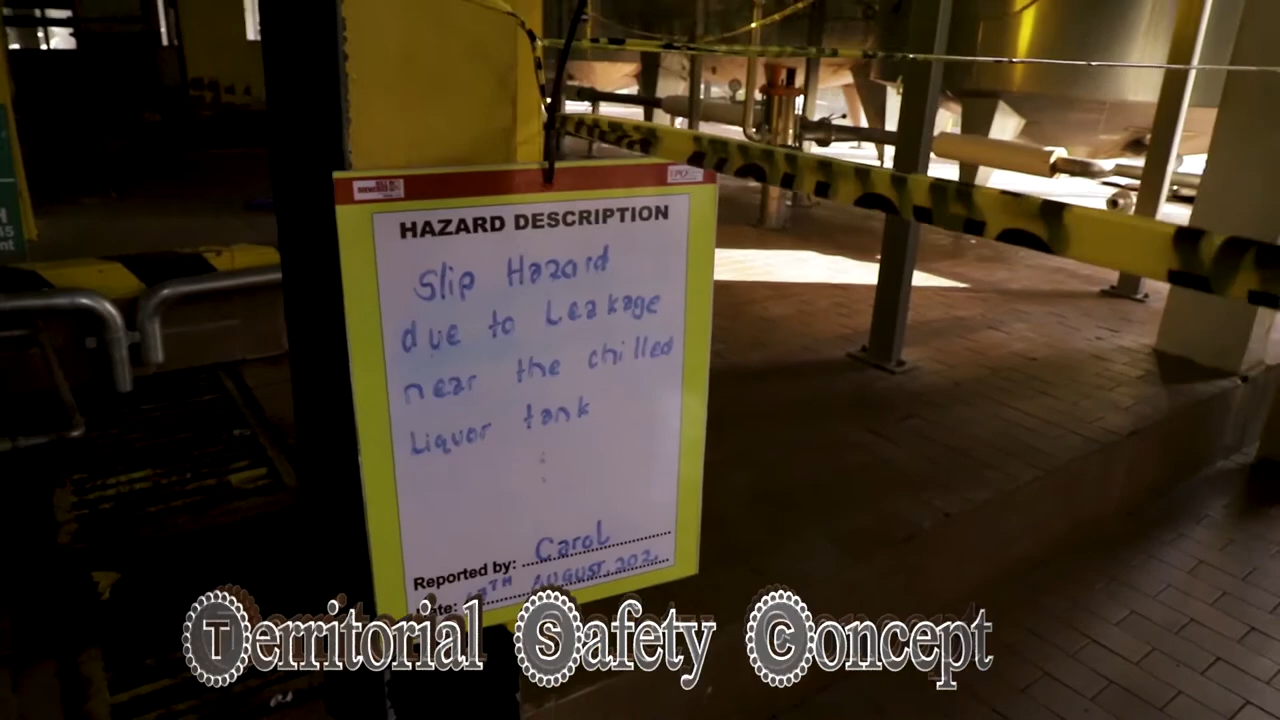 HAZARD DESCRIPTION
Slip Hazard
due to Leakage
near the chilled
Liquor tank
Reported by: Carol
AUGUST
Territorial Safety Concept